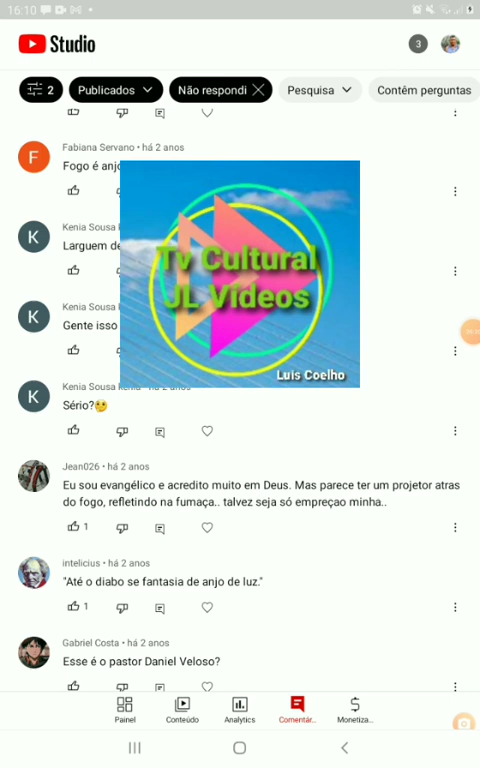 16:10
Studio
3
2
Publicados
Não respondi
Pesquisa
Contêm perguntas
Fabiana Servano • há 2 anos
Fogo é anjo
Kenia Sousa
Larguem de
Kenia Sousa
Gente isso
Tv Cultural
JL Vídeos
Luis Coelho
Kenia Sousa kenia • há 2 anos
Sério?🤔
Jean026 • há 2 anos
Eu sou evangélico e acredito muito em Deus. Mas parece ter um projetor atras
do fogo, refletindo na fumaça.. talvez seja só empreçao minha..
1
intelicius • há 2 anos
"Até o diabo se fantasia de anjo de luz."
1
Gabriel Costa • há 2 anos
Esse é o pastor Daniel Veloso?
Painel
Conteúdo
Analytics
Comentár...
Monetiza...